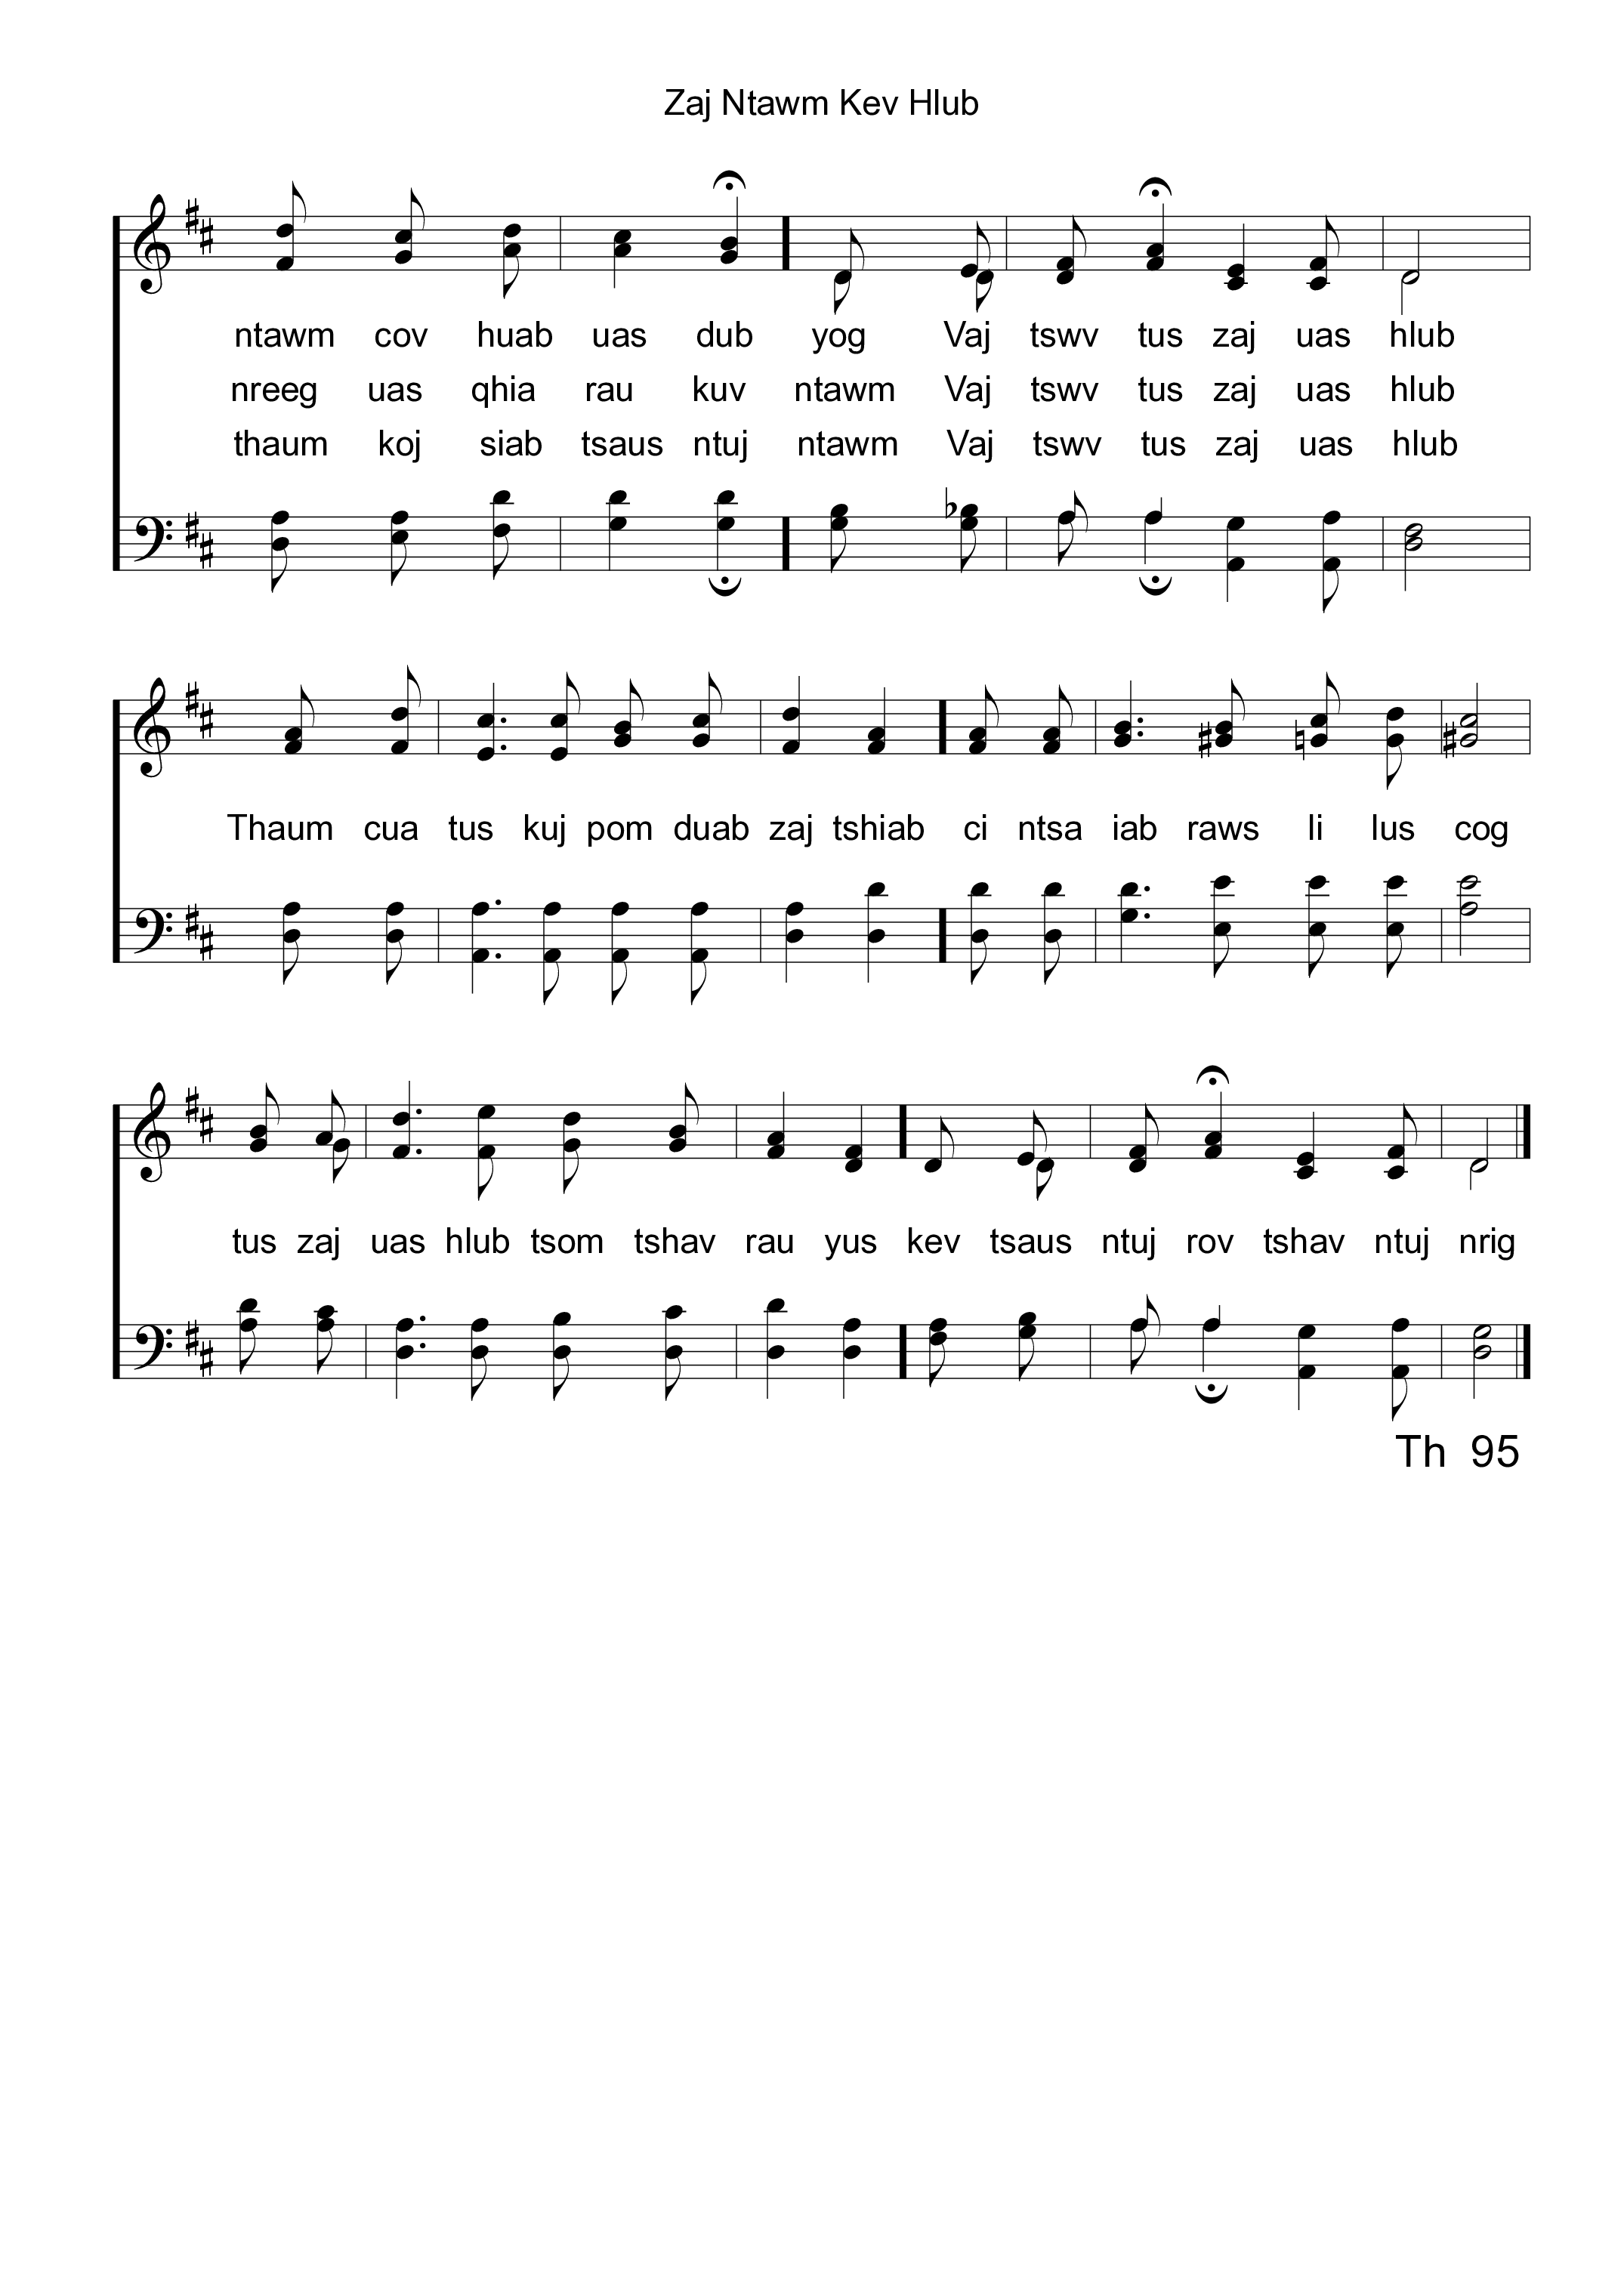 Zaj Ntawm Kev Hlub
ntawm cov huab uas dub yog Vaj tswv tus zaj uas hlub
nreeg uas qhia rau kuv ntawm Vaj tswv tus zaj uas hlub
thaum koj siab tsaus ntuj ntawm Vaj tswv tus zaj uas hlub
Thaum cua tus kuj pom duab zaj tshiab ci ntsa iab raws li lus cog
tus zaj uas hlub tsom tshav rau yus kev tsaus ntuj rov tshav ntuj nrig
Th 95